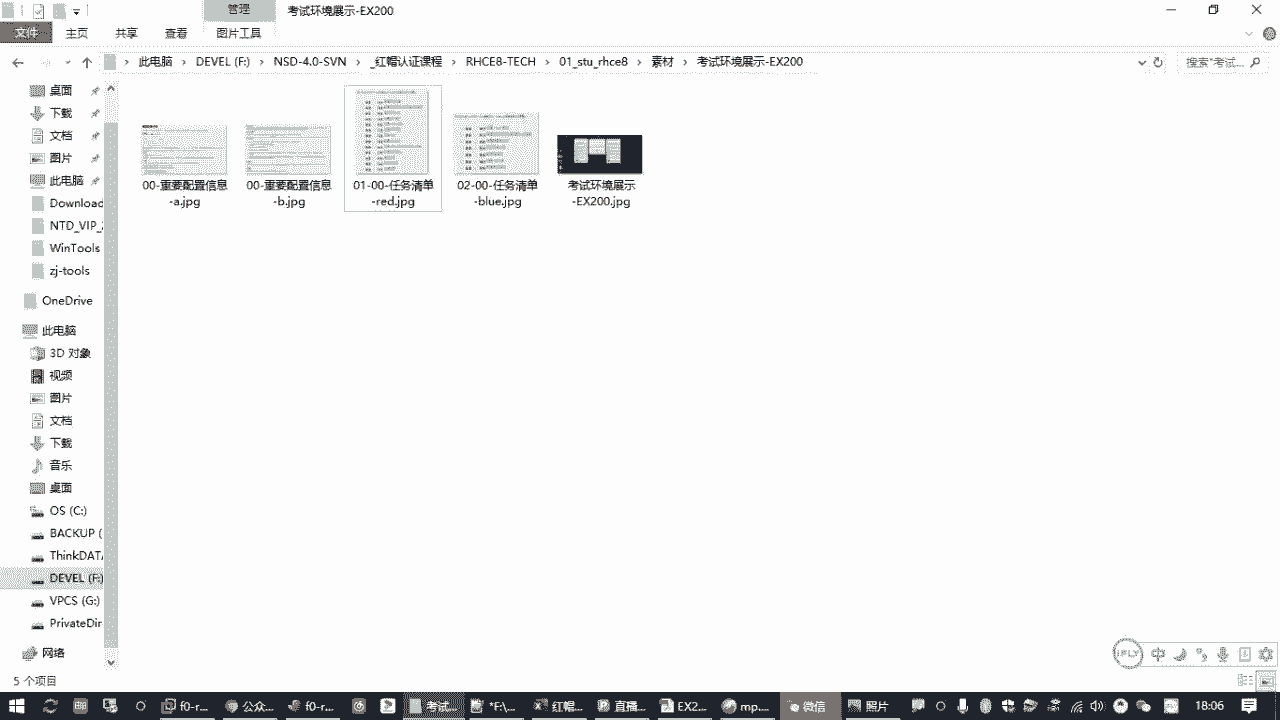 管理
考试环境展示-EX200
文件 主页 共享 查看 图片工具
此电脑 › DEVEL (F:) › NSD-4.0-SVN › _红帽认证课程 › RHCE8-TECH › 01_stu_rhce8 › 素材 › 考试环境展示-EX200
搜索"考试...
桌面
下载
文档
图片
此电脑
Download
NTD_VIP_
WinTools
zj-tools
OneDrive
此电脑
3D 对象
视频
图片
文档
下载
音乐
桌面
OS (C:)
BACKUP (
ThinkDATA
DEVEL (F:)
VPCS (G:)
PrivateDir
网络
00-重要配置信息
-a.jpg
00-重要配置信息
-b.jpg
01-00-任务清单
-red.jpg
02-00-任务清单
-blue.jpg
考试环境展示
-EX200.jpg
5 个项目
iFLY 中
f0-r... 公众... f0-r... 考试... *F\... 红帽... 直播... EX2... mp... 微信 照片 18:06